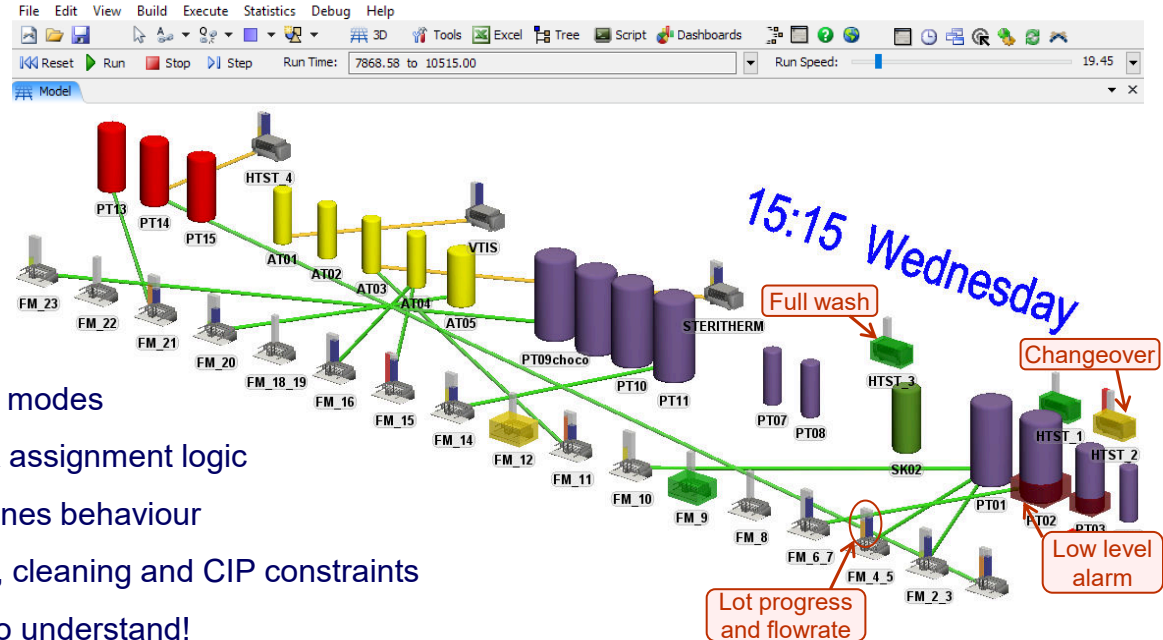 File Edit View Build Execute Statistics Debug Help
3D Tools Excel Tree Script Dashboards
Reset Run Stop Step Run Time: 7868.58 to 10515.00 Run Speed: 19.45
Model
HTST_4
PT13
PT14
PT15
VTIS
AT01
AT02
AT03
AT04
AT05
15:15 Wednesday
FM_23
FM_22
FM_21
FM_20
FM_18_19
FM_16
FM_15
FM_14
FM_12
FM_11
FM_10
FM_9
FM_8
FM_6_7
FM_4_5
FM_2_3
STERITHERM
PT09choco
PT10
PT11
Full wash
HTST_3
Changeover
PT07
PT08
HTST_1
HTST_2
SK02
PT01
PT02
PT03
Low level
alarm
Lot progress
and flowrate
modes
assignment logic
nes behaviour
, cleaning and CIP constraints
o understand!